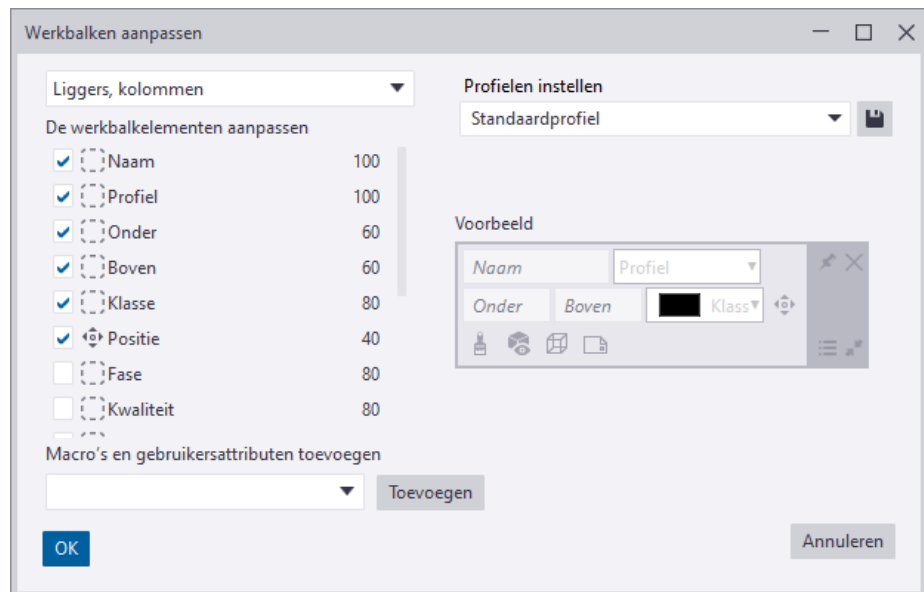 Werkbalken aanpassen
Liggers, kolommen
De werkbalkelementen aanpassen
Naam 100
Profiel 100
Onder 60
Boven 60
Klasse 80
Positie 40
Fase 80
Kwaliteit 80
Macro's en gebruikersattributen toevoegen
Toevoegen
OK
Profielen instellen
Standaardprofiel
Voorbeeld
Naam Profiel
Onder Boven Klass
Annuleren